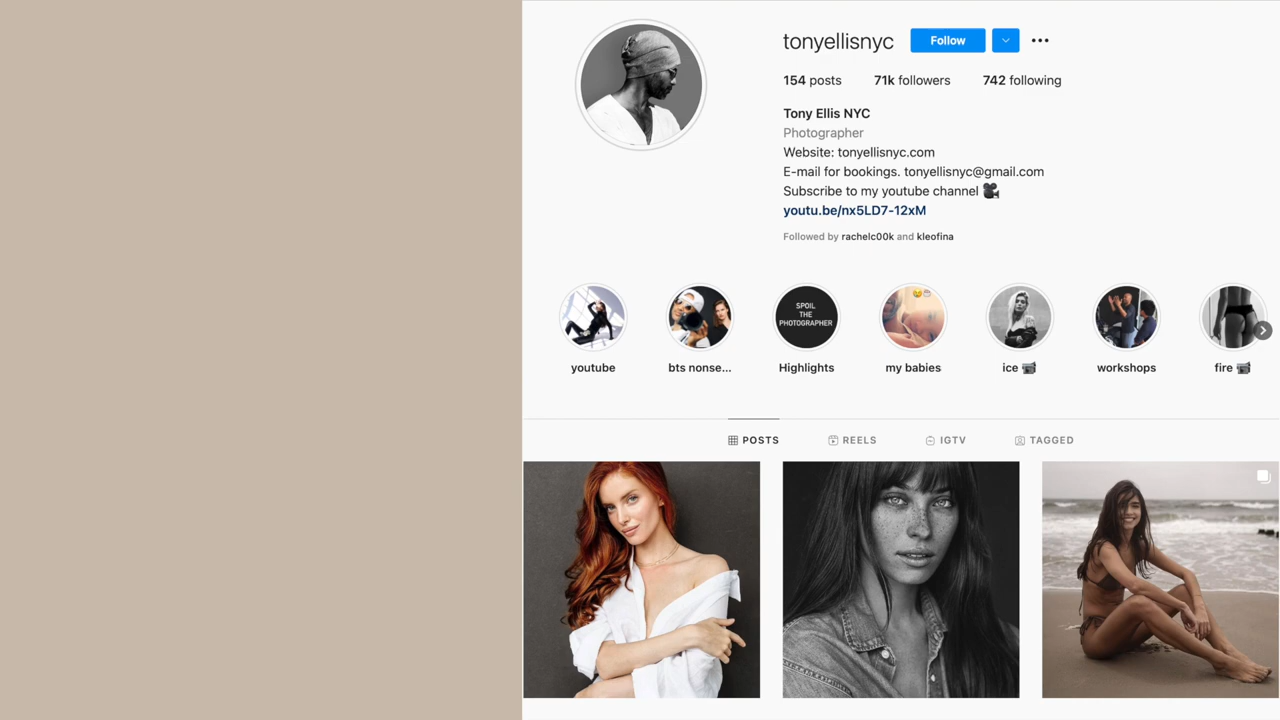 tonyellisnyc Follow
154 posts 71k followers 742 following
Tony Ellis NYC
Photographer
Website: tonyellisnyc.com
E-mail for bookings. tonyellisnyc@gmail.com
Subscribe to my youtube channel 🎥
youtu.be/nx5LD7-12xM
Followed by rachelc00k and kleofina
SPOIL
THE
PHOTOGRAPHER
youtube bts nonse... Highlights my babies ice 📹 workshops fire 📹
POSTS REELS IGTV TAGGED